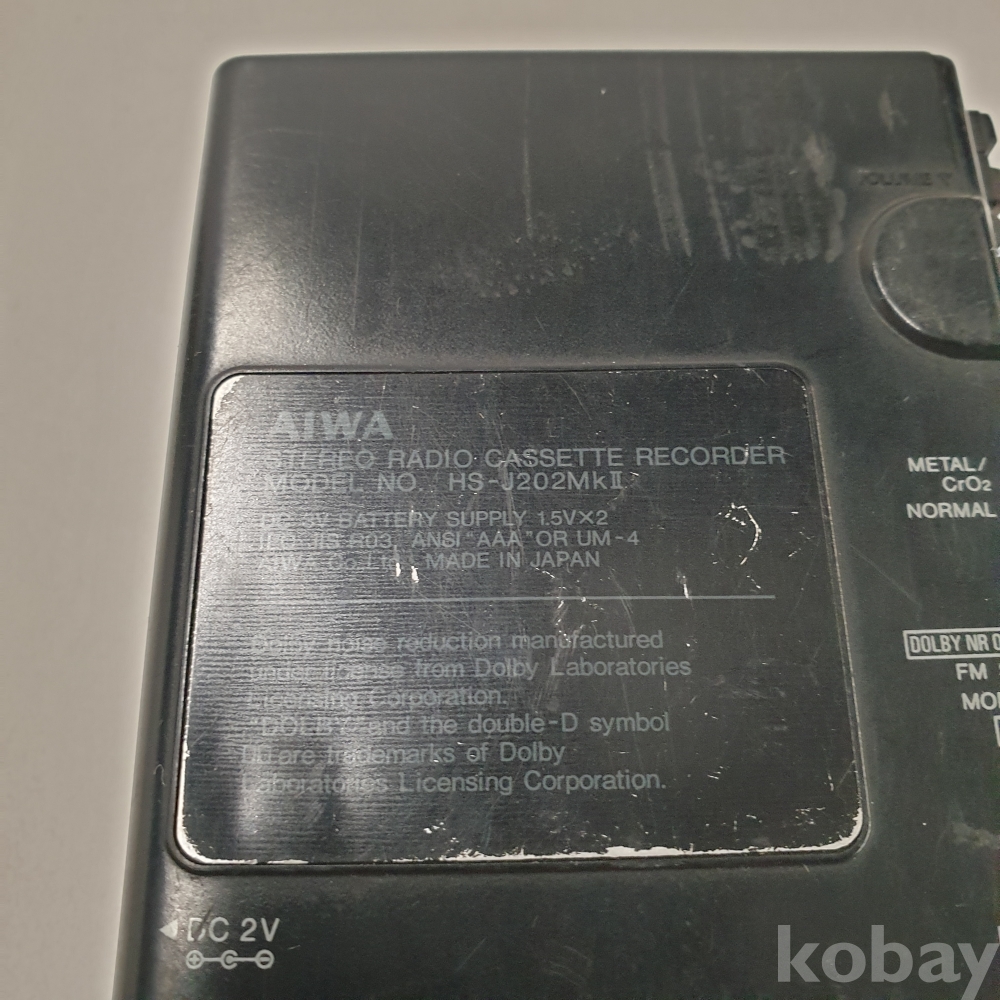 VOLUME
AIWA
STEREO RADIO CASSETTE RECORDER
MODEL NO. HS-J202MkII
DC 3V BATTERY SUPPLY 1.5V×2
IEC, JIS R03, ANSI "AAA" OR UM-4
AIWA Co., Ltd. MADE IN JAPAN
Dolby noise reduction manufactured
under license from Dolby Laboratories
Licensing Corporation.
"DOLBY" and the double-D symbol
are trademarks of Dolby
Laboratories Licensing Corporation.
METAL/
CrO2
NORMAL
DOLBY NR
FM
DC 2V
kobay